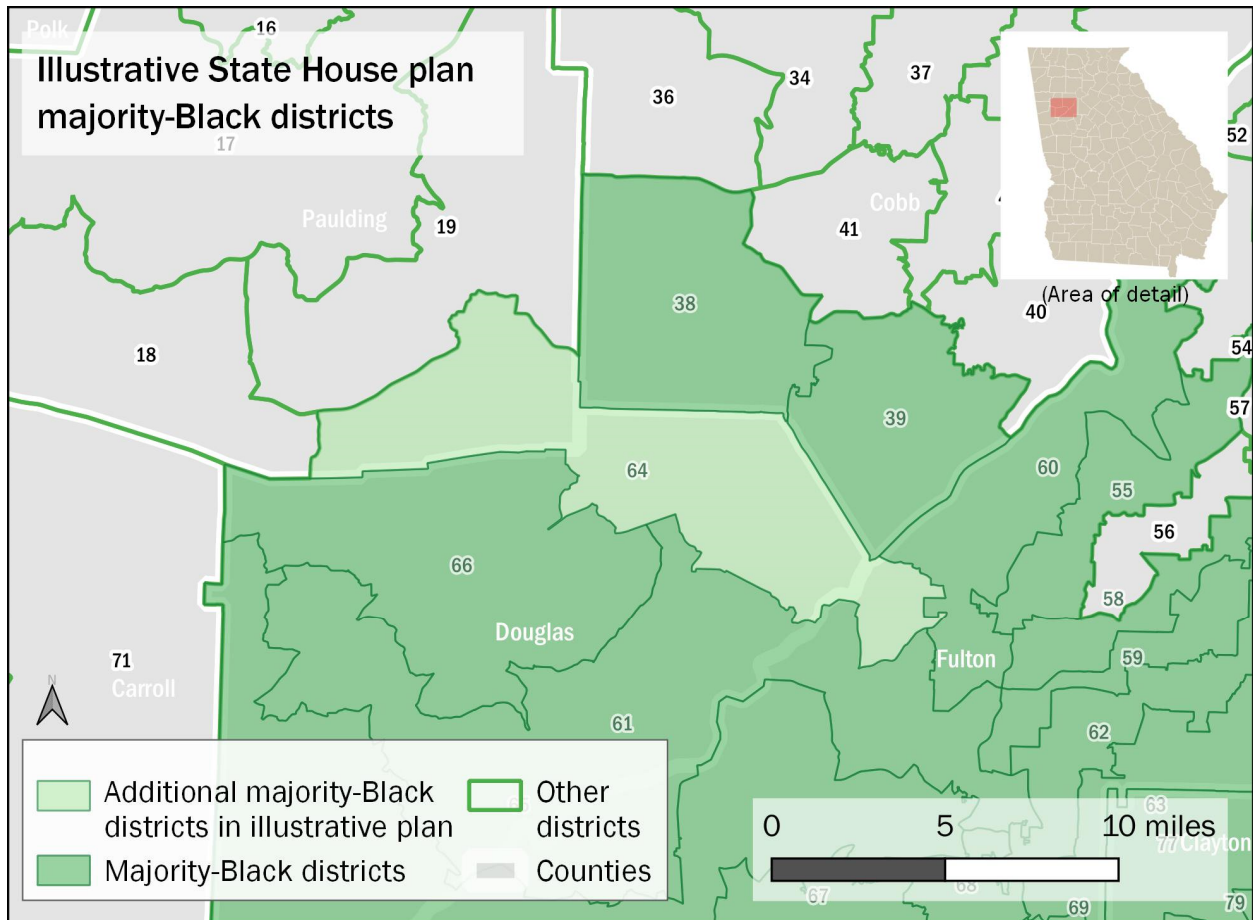 Polk
16
Illustrative State House plan
majority-Black districts
17
36
34
37
52
Paulding
19
41
Cobb
(Area of detail)
40
38
18
54
57
39
64
60
55
56
66
58
Douglas
59
Fulton
71
Carroll
N
61
62
Additional majority-Black
districts in illustrative plan
Other
districts
Majority-Black districts
Counties
0 5 10 miles
63
77 Clayton
67
68
69
79